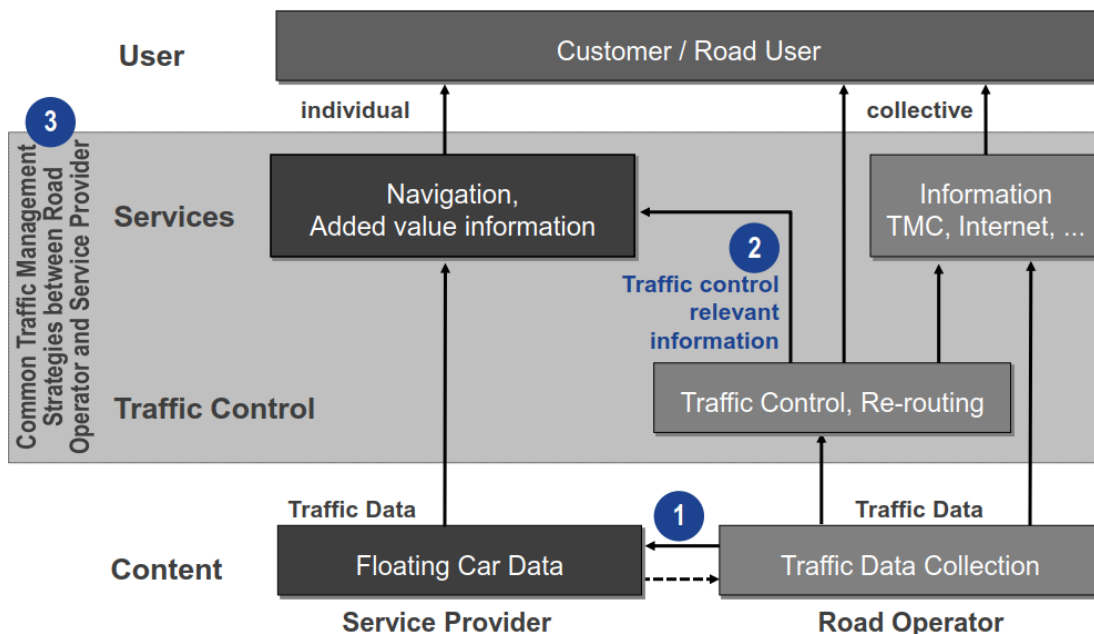 User
Customer / Road User
individual
collective
3
Common Traffic Management
Strategies between Road
Operator and Service Provider
Services
Navigation,
Added value information
Information
TMC, Internet, ...
2
Traffic control
relevant
information
Traffic Control
Traffic Control, Re-routing
Traffic Data
1
Traffic Data
Content
Floating Car Data
Traffic Data Collection
Service Provider
Road Operator